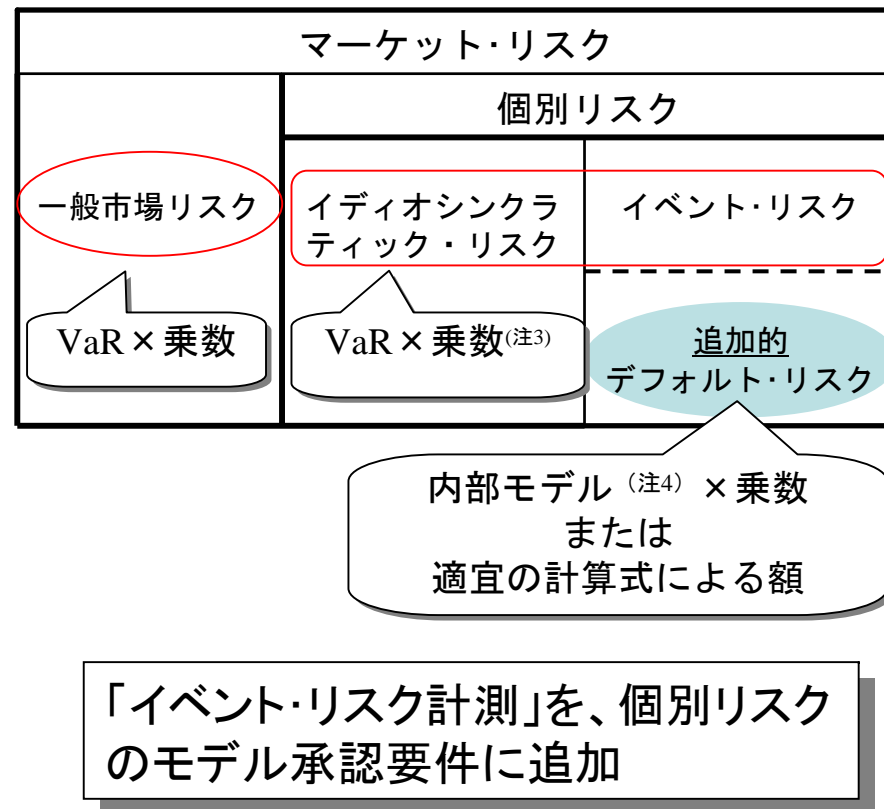 マーケット・リスク
個別リスク
一般市場リスク
イディオシンクラ
ティック・リスク
イベント・リスク
VaR×乗数
VaR×乗数(注3)
追加的
デフォルト・リスク
内部モデル（注4）×乗数
または
適宜の計算式による額
「イベント・リスク計測」を、個別リスク
のモデル承認要件に追加